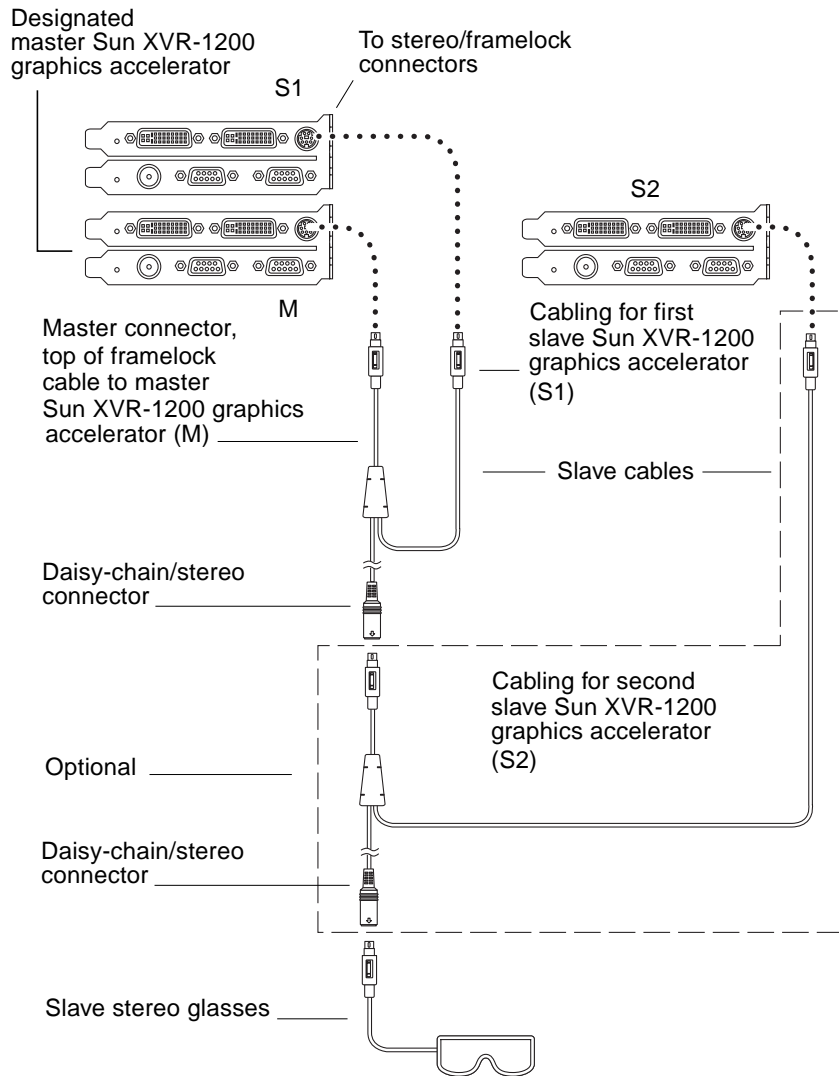 Designated
master Sun XVR-1200
graphics accelerator
To stereo/framelock
connectors
S1
S2
M
Master connector,
top of framelock
cable to master
Sun XVR-1200 graphics
accelerator (M)
Cabling for first
slave Sun XVR-1200
graphics accelerator
(S1)
Slave cables
Daisy-chain/stereo
connector
Cabling for second
slave Sun XVR-1200
graphics accelerator
(S2)
Optional
Daisy-chain/stereo
connector
Slave stereo glasses